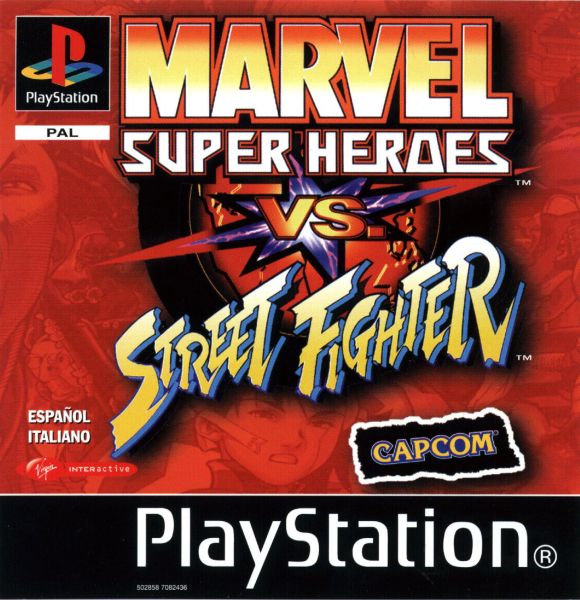 PlayStation
PAL
MARVEL
SUPER HEROES
TM
VS.
STREET FIGHTER
TM
ESPAÑOL
ITALIANO
CAPCOM
Virgin INTERactive
PlayStation®
502858 7082436